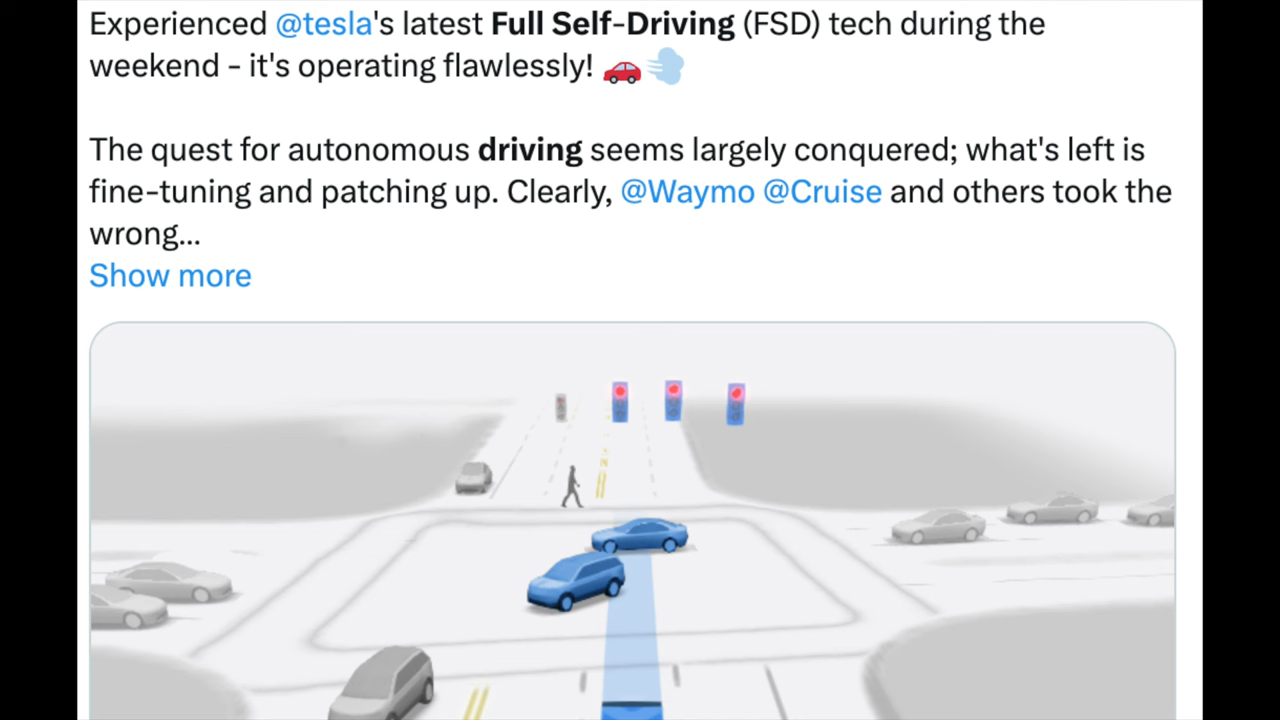 Experienced @tesla's latest Full Self-Driving (FSD) tech during the
weekend - it's operating flawlessly! 🚗💨
The quest for autonomous driving seems largely conquered; what's left is
fine-tuning and patching up. Clearly, @Waymo @Cruise and others took the
wrong...
Show more